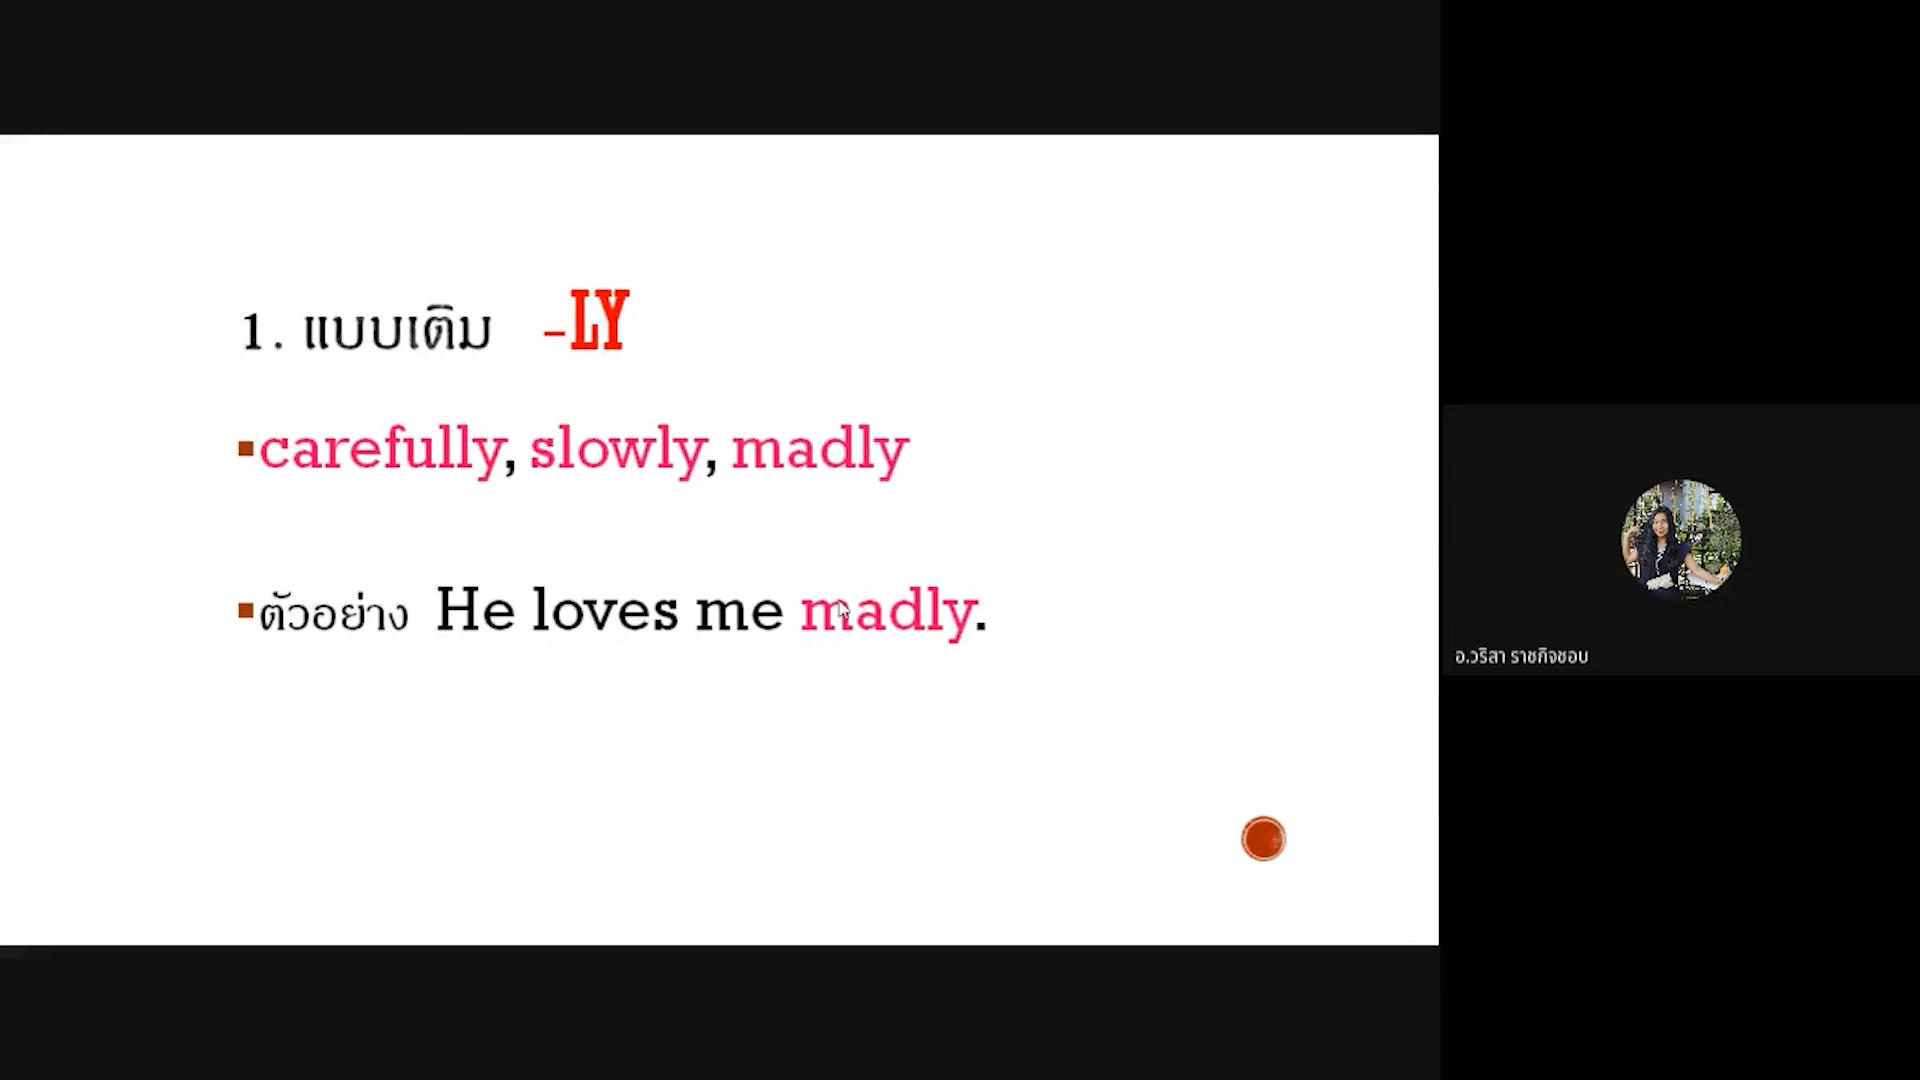 1. แบบเติม -LY
▪carefully, slowly, madly
▪ตัวอย่าง He loves me madly.
อ.วริสา ราชกิจชอบ